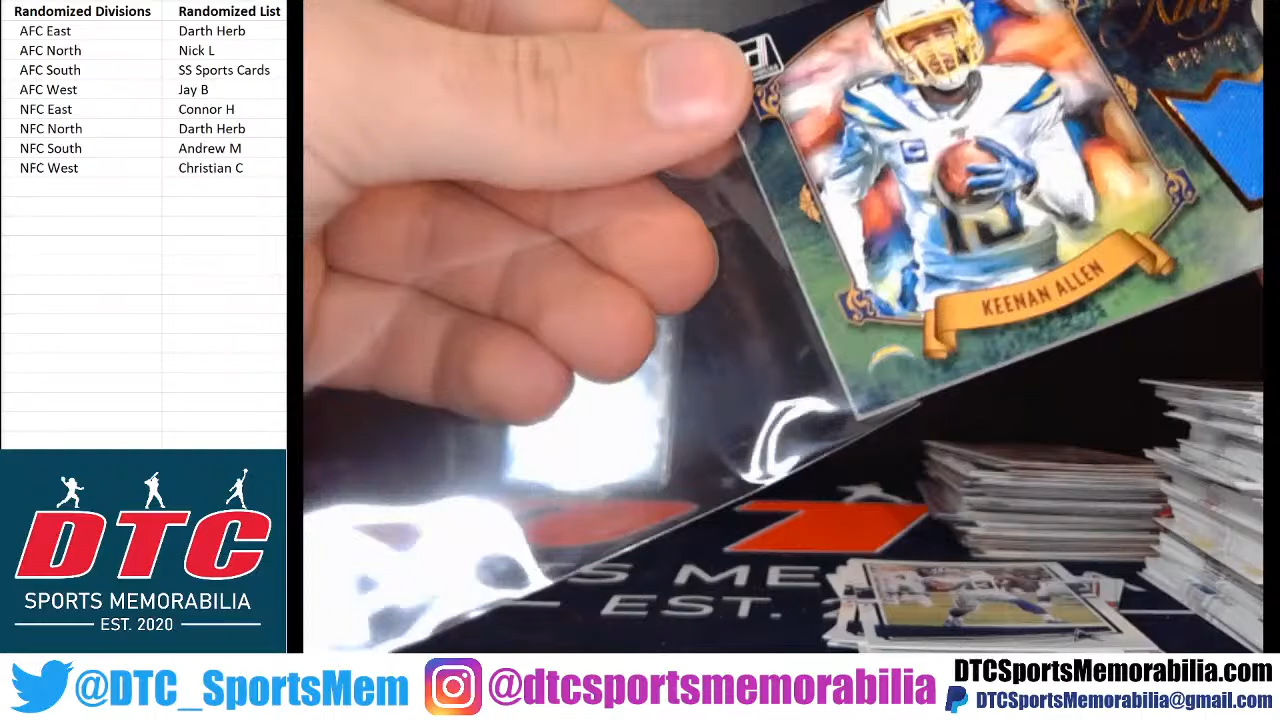 Randomized Divisions Randomized List
AFC East Darth Herb
AFC North Nick L
AFC South SS Sports Cards
AFC West Jay B
NFC East Connor H
NFC North Darth Herb
NFC South Andrew M
NFC West Christian C
KEENAN ALLEN
13
S ME
EST. 2
DTC
SPORTS MEMORABILIA
EST. 2020
@DTC_SportsMem
@dtcsportsmemorabilia
DTCSportsMemorabilia.com
DTCSportsMemorabilia@gmail.com